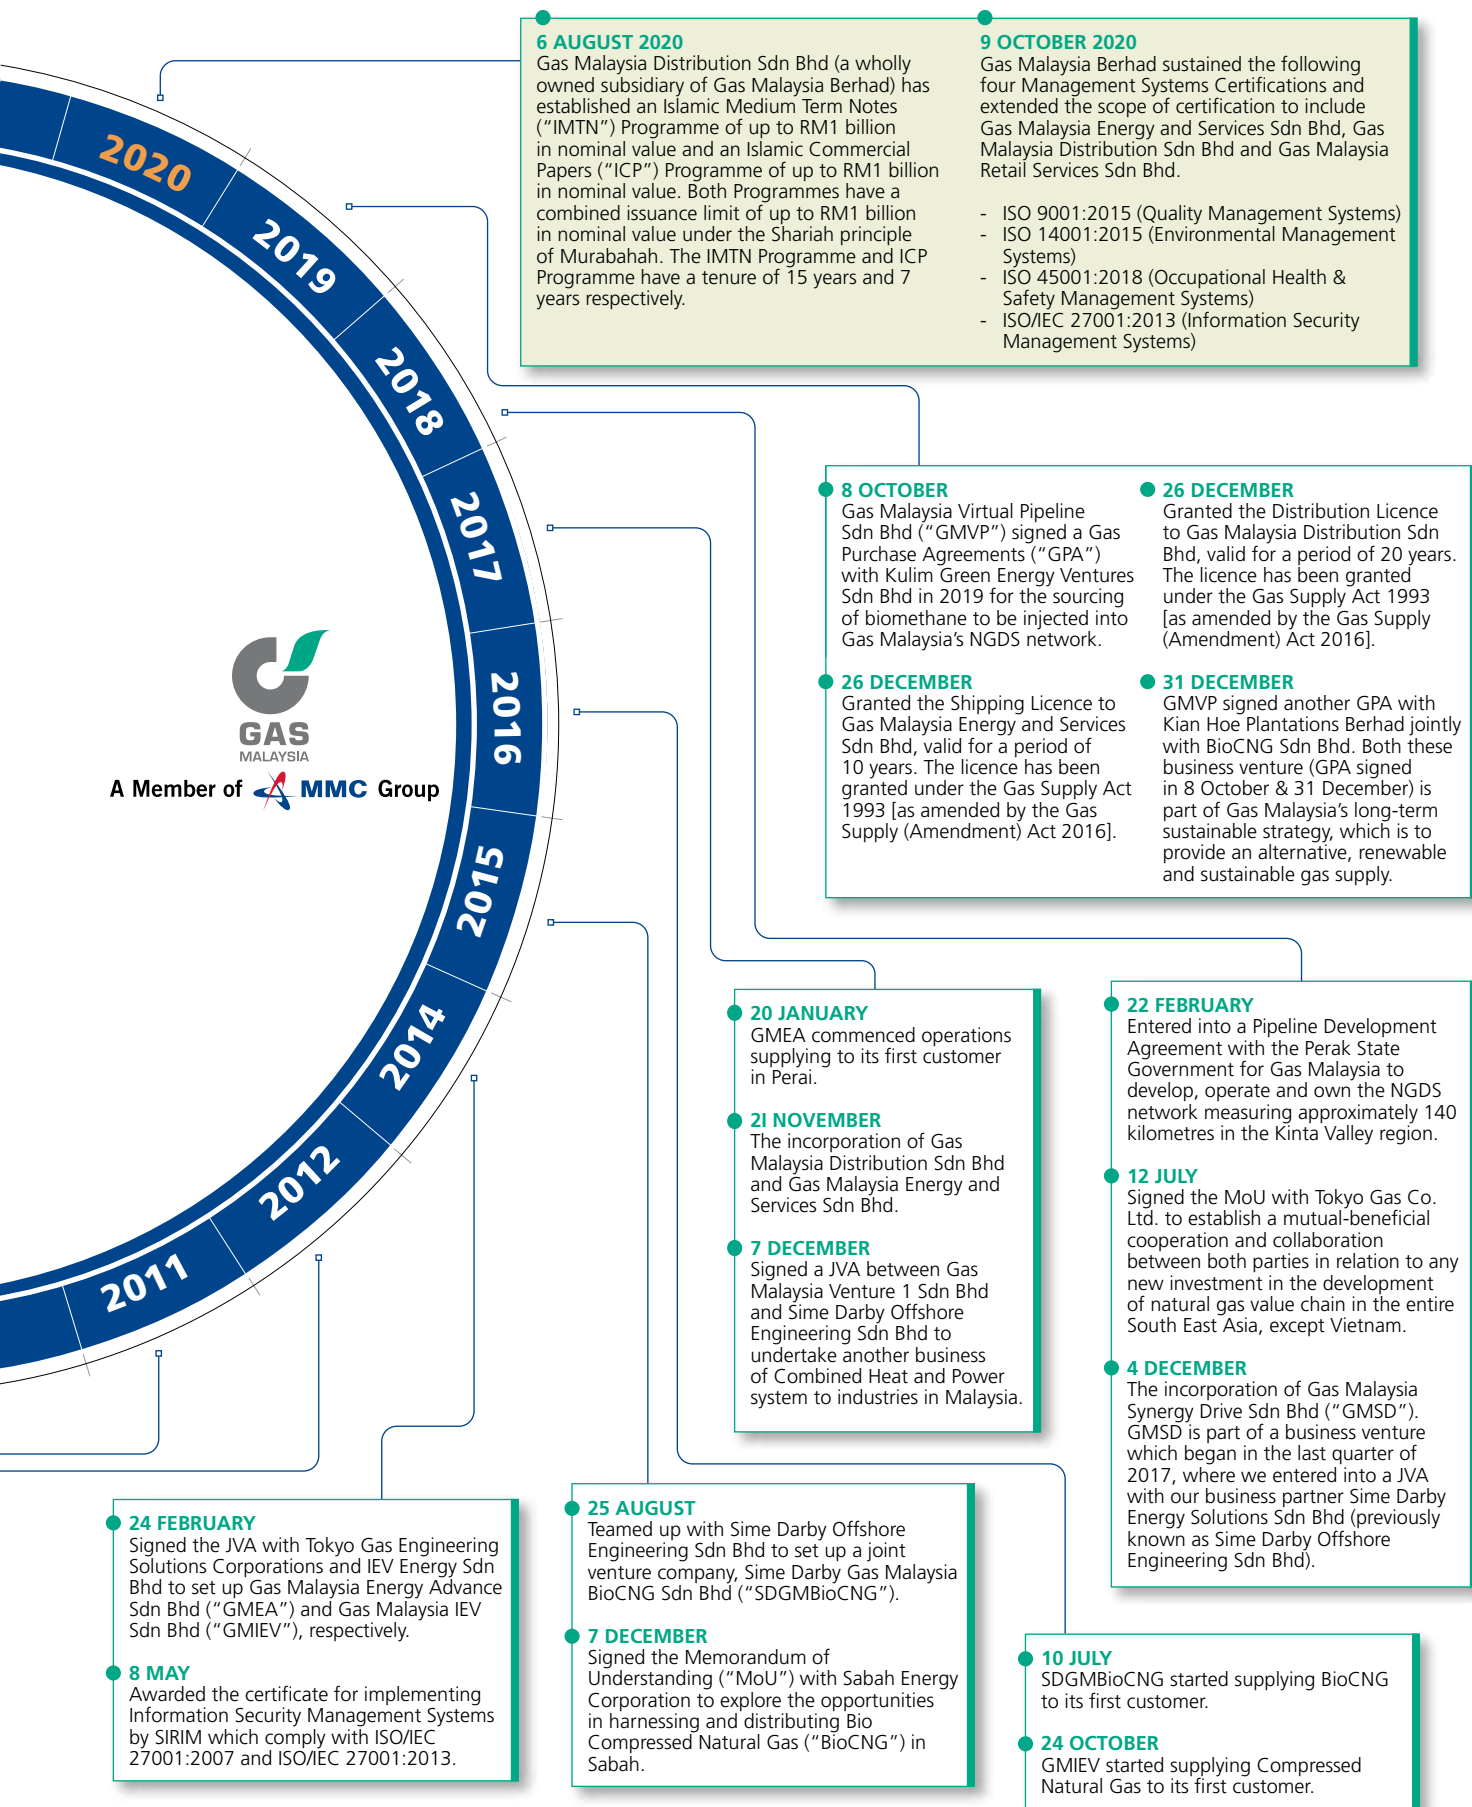 6 AUGUST 2020
Gas Malaysia Distribution Sdn Bhd (a wholly
owned subsidiary of Gas Malaysia Berhad) has
established an Islamic Medium Term Notes
(“IMTN”) Programme of up to RM1 billion
in nominal value and an Islamic Commercial
Papers (“ICP”) Programme of up to RM1 billion
in nominal value. Both Programmes have a
combined issuance limit of up to RM1 billion
in nominal value under the Shariah principle
of Murabahah. The IMTN Programme and ICP
Programme have a tenure of 15 years and 7
years respectively.
9 OCTOBER 2020
Gas Malaysia Berhad sustained the following
four Management Systems Certifications and
extended the scope of certification to include
Gas Malaysia Energy and Services Sdn Bhd, Gas
Malaysia Distribution Sdn Bhd and Gas Malaysia
Retail Services Sdn Bhd.
- ISO 9001:2015 (Quality Management Systems)
- ISO 14001:2015 (Environmental Management
Systems)
- ISO 45001:2018 (Occupational Health &
Safety Management Systems)
- ISO/IEC 27001:2013 (Information Security
Management Systems)
2020
2019
2018
2017
2016
2015
2014
2012
2011
GAS
MALAYSIA
A Member of MMC Group
8 OCTOBER
Gas Malaysia Virtual Pipeline
Sdn Bhd (“GMVP”) signed a Gas
Purchase Agreements (“GPA”)
with Kulim Green Energy Ventures
Sdn Bhd in 2019 for the sourcing
of biomethane to be injected into
Gas Malaysia’s NGDS network.
26 DECEMBER
Granted the Shipping Licence to
Gas Malaysia Energy and Services
Sdn Bhd, valid for a period of
10 years. The licence has been
granted under the Gas Supply Act
1993 [as amended by the Gas
Supply (Amendment) Act 2016].
26 DECEMBER
Granted the Distribution Licence
to Gas Malaysia Distribution Sdn
Bhd, valid for a period of 20 years.
The licence has been granted
under the Gas Supply Act 1993
[as amended by the Gas Supply
(Amendment) Act 2016].
31 DECEMBER
GMVP signed another GPA with
Kian Hoe Plantations Berhad jointly
with BioCNG Sdn Bhd. Both these
business venture (GPA signed
in 8 October & 31 December) is
part of Gas Malaysia’s long-term
sustainable strategy, which is to
provide an alternative, renewable
and sustainable gas supply.
20 JANUARY
GMEA commenced operations
supplying to its first customer
in Perai.
2I NOVEMBER
The incorporation of Gas
Malaysia Distribution Sdn Bhd
and Gas Malaysia Energy and
Services Sdn Bhd.
7 DECEMBER
Signed a JVA between Gas
Malaysia Venture 1 Sdn Bhd
and Sime Darby Offshore
Engineering Sdn Bhd to
undertake another business
of Combined Heat and Power
system to industries in Malaysia.
22 FEBRUARY
Entered into a Pipeline Development
Agreement with the Perak State
Government for Gas Malaysia to
develop, operate and own the NGDS
network measuring approximately 140
kilometres in the Kinta Valley region.
12 JULY
Signed the MoU with Tokyo Gas Co.
Ltd. to establish a mutual-beneficial
cooperation and collaboration
between both parties in relation to any
new investment in the development
of natural gas value chain in the entire
South East Asia, except Vietnam.
4 DECEMBER
The incorporation of Gas Malaysia
Synergy Drive Sdn Bhd (“GMSD”).
GMSD is part of a business venture
which began in the last quarter of
2017, where we entered into a JVA
with our business partner Sime Darby
Energy Solutions Sdn Bhd (previously
known as Sime Darby Offshore
Engineering Sdn Bhd).
24 FEBRUARY
Signed the JVA with Tokyo Gas Engineering
Solutions Corporations and IEV Energy Sdn
Bhd to set up Gas Malaysia Energy Advance
Sdn Bhd (“GMEA”) and Gas Malaysia IEV
Sdn Bhd (“GMIEV”), respectively.
8 MAY
Awarded the certificate for implementing
Information Security Management Systems
by SIRIM which comply with ISO/IEC
27001:2007 and ISO/IEC 27001:2013.
25 AUGUST
Teamed up with Sime Darby Offshore
Engineering Sdn Bhd to set up a joint
venture company, Sime Darby Gas Malaysia
BioCNG Sdn Bhd (“SDGMBioCNG”).
7 DECEMBER
Signed the Memorandum of
Understanding (“MoU”) with Sabah Energy
Corporation to explore the opportunities
in harnessing and distributing Bio
Compressed Natural Gas (“BioCNG”) in
Sabah.
10 JULY
SDGMBioCNG started supplying BioCNG
to its first customer.
24 OCTOBER
GMIEV started supplying Compressed
Natural Gas to its first customer.